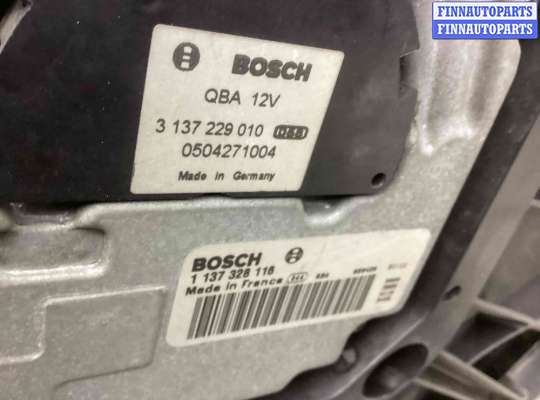 FINNAUTOPARTS
FINNAUTOPARTS
BOSCH
QBA 12V
3 137 229 010
0504271004
Made in Germany
BOSCH
1 137 328 116
Made in France